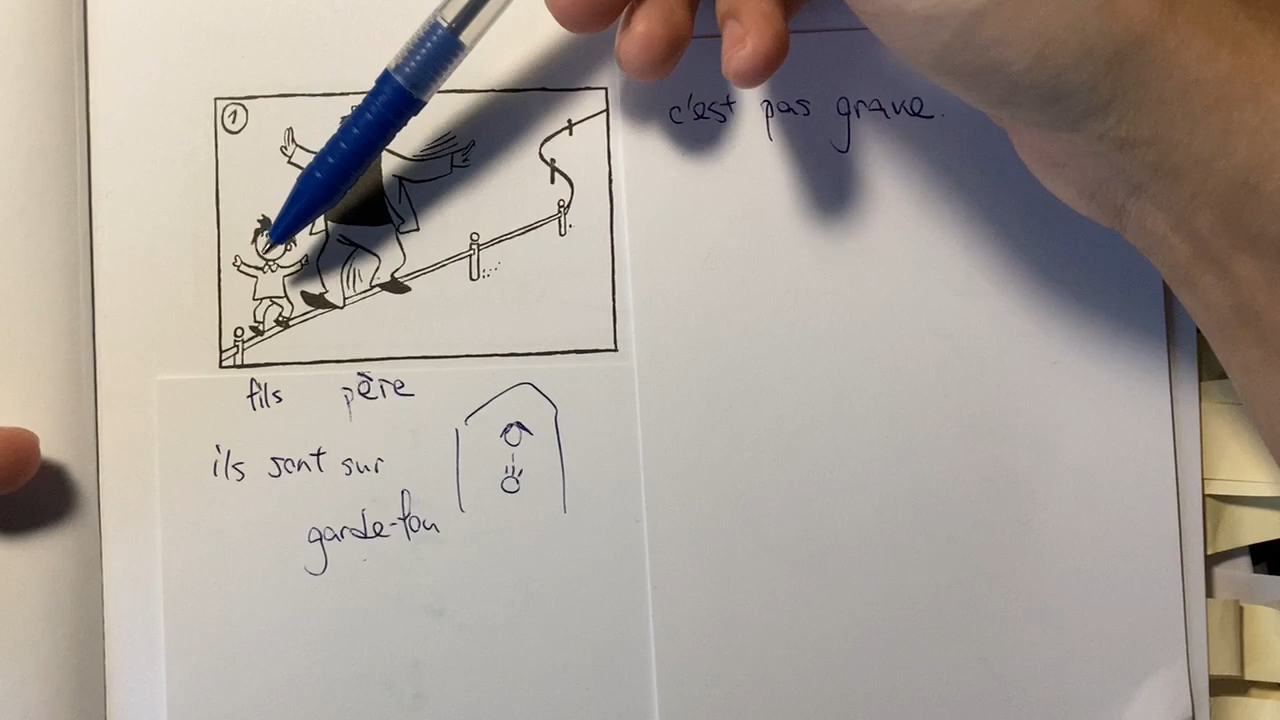 1
c'est pas grave.
fils père
ils sont sur
garde-fou